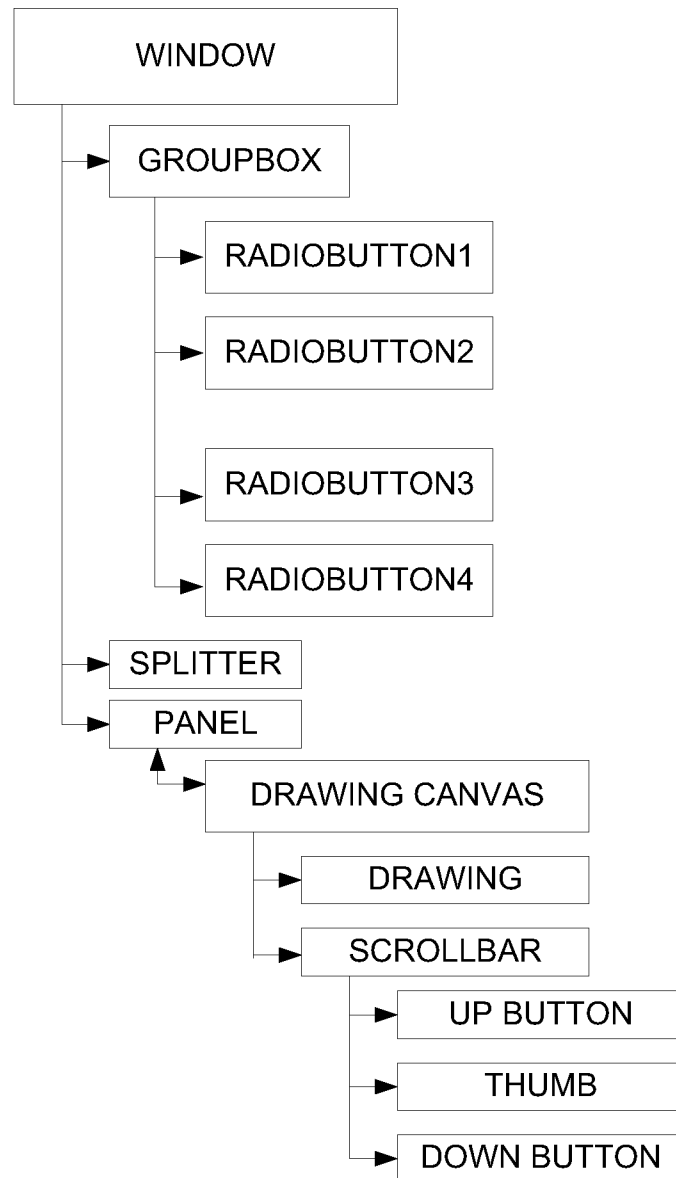 WINDOW
GROUPBOX
RADIOBUTTON1
RADIOBUTTON2
RADIOBUTTON3
RADIOBUTTON4
SPLITTER
PANEL
DRAWING CANVAS
DRAWING
SCROLLBAR
UP BUTTON
THUMB
DOWN BUTTON